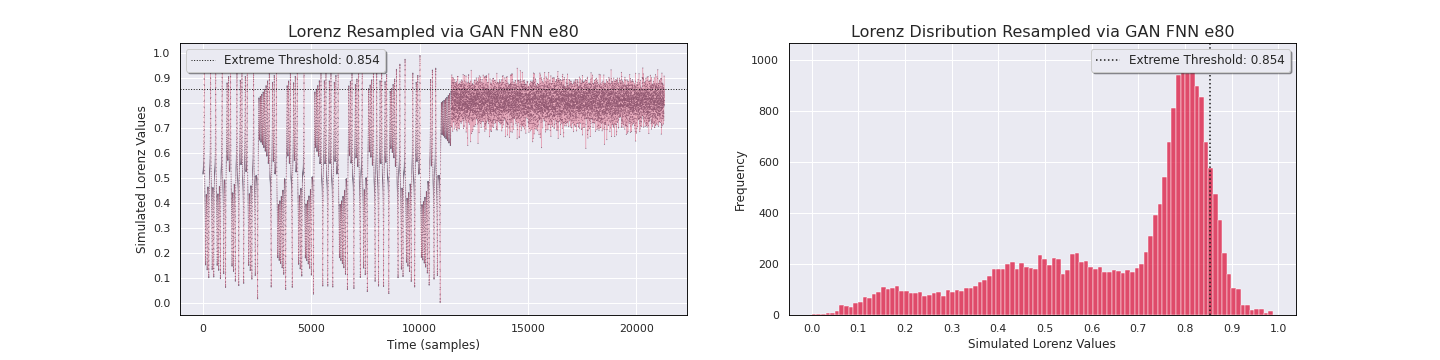 Lorenz Resampled via GAN FNN e80
Extreme Threshold: 0.854
Simulated Lorenz Values
1.0
0.9
0.8
0.7
0.6
0.5
0.4
0.3
0.2
0.1
0.0
0 5000 10000 15000 20000
Time (samples)
Lorenz Disribution Resampled via GAN FNN e80
Extreme Threshold: 0.854
Frequency
1000
800
600
400
200
0
0.0 0.1 0.2 0.3 0.4 0.5 0.6 0.7 0.8 0.9 1.0
Simulated Lorenz Values